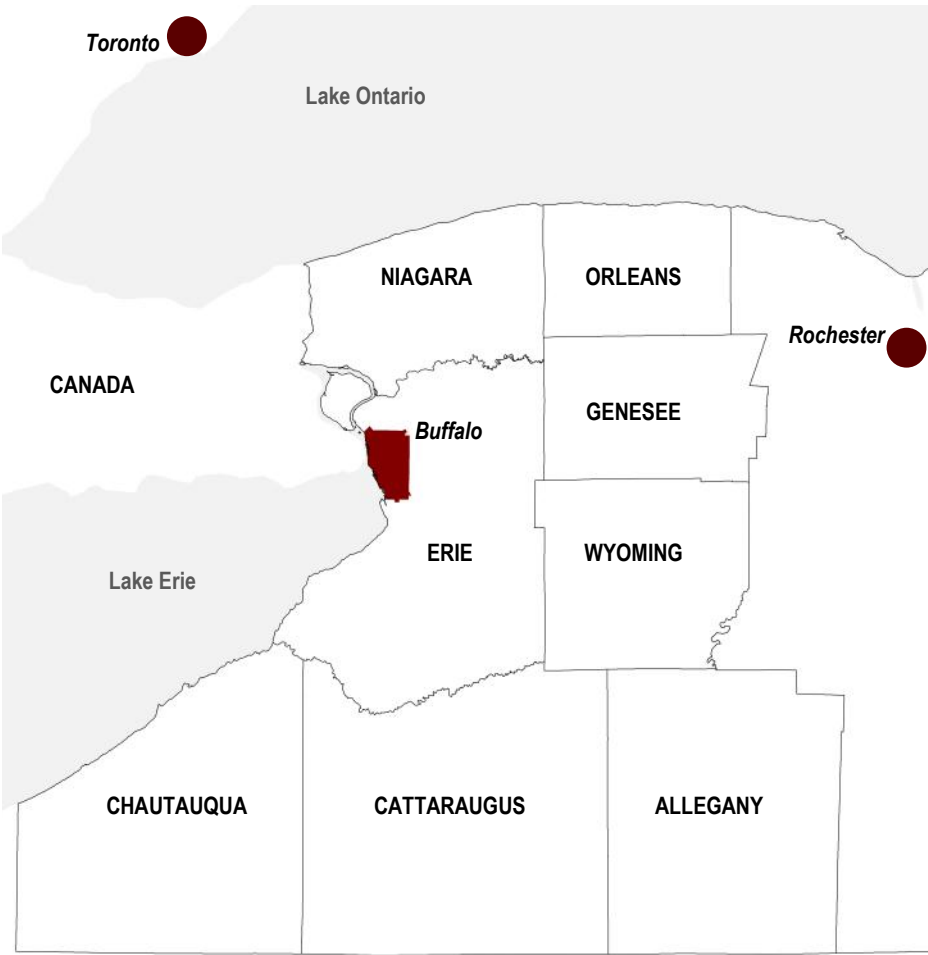 Toronto
Lake Ontario
NIAGARA
ORLEANS
Rochester
CANADA
GENESEE
Buffalo
ERIE
WYOMING
Lake Erie
CHAUTAUQUA
CATTARAUGUS
ALLEGANY